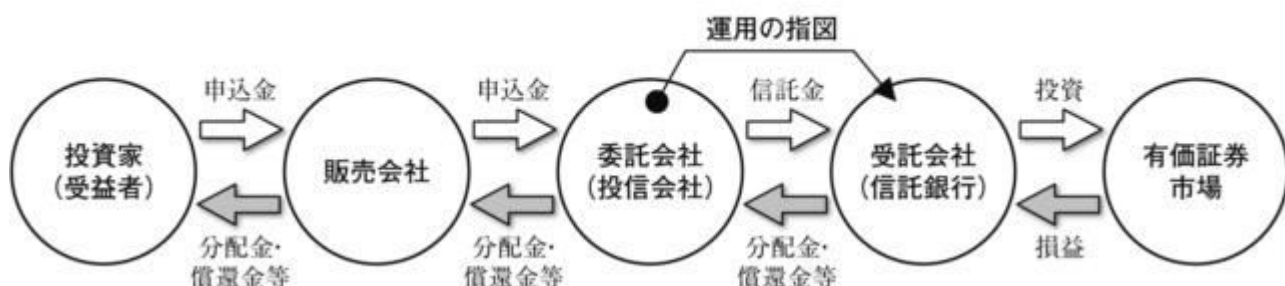 運用の指図
申込金
申込金
信託金
投資
投資家
(受益者)
販売会社
委託会社
(投信会社)
受託会社
(信託銀行)
有価証券
市場
分配金・
償還金等
分配金・
償還金等
分配金・
償還金等
損益